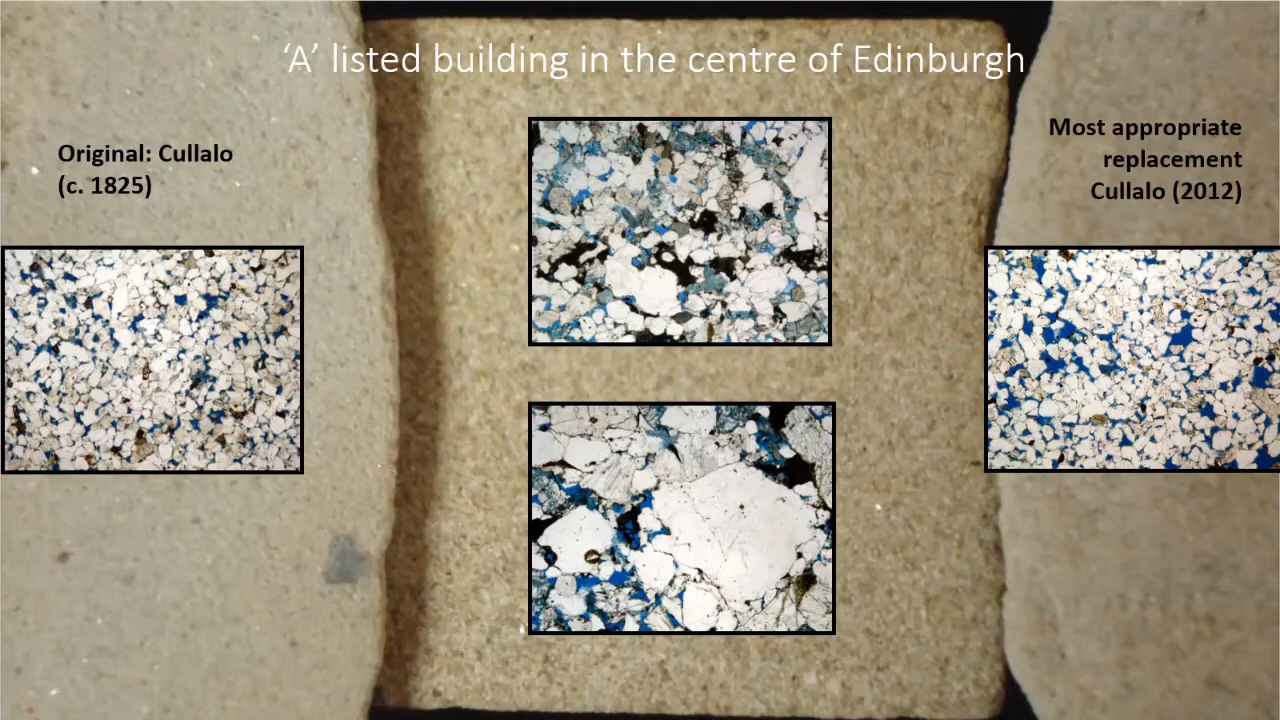 ‘A’ listed building in the centre of Edinburgh
Original: Cullalo
(c. 1825)
Most appropriate
replacement
Cullalo (2012)